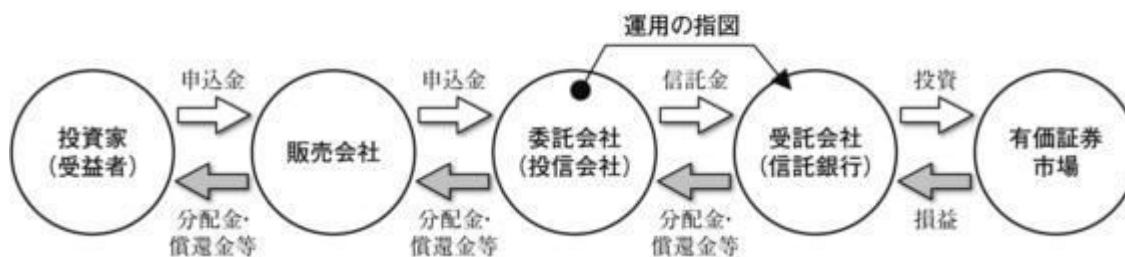 運用の指図
申込金
申込金
信託金
投資
投資家
(受益者)
販売会社
委託会社
(投信会社)
受託会社
(信託銀行)
有価証券
市場
分配金・
償還金等
分配金・
償還金等
分配金・
償還金等
損益